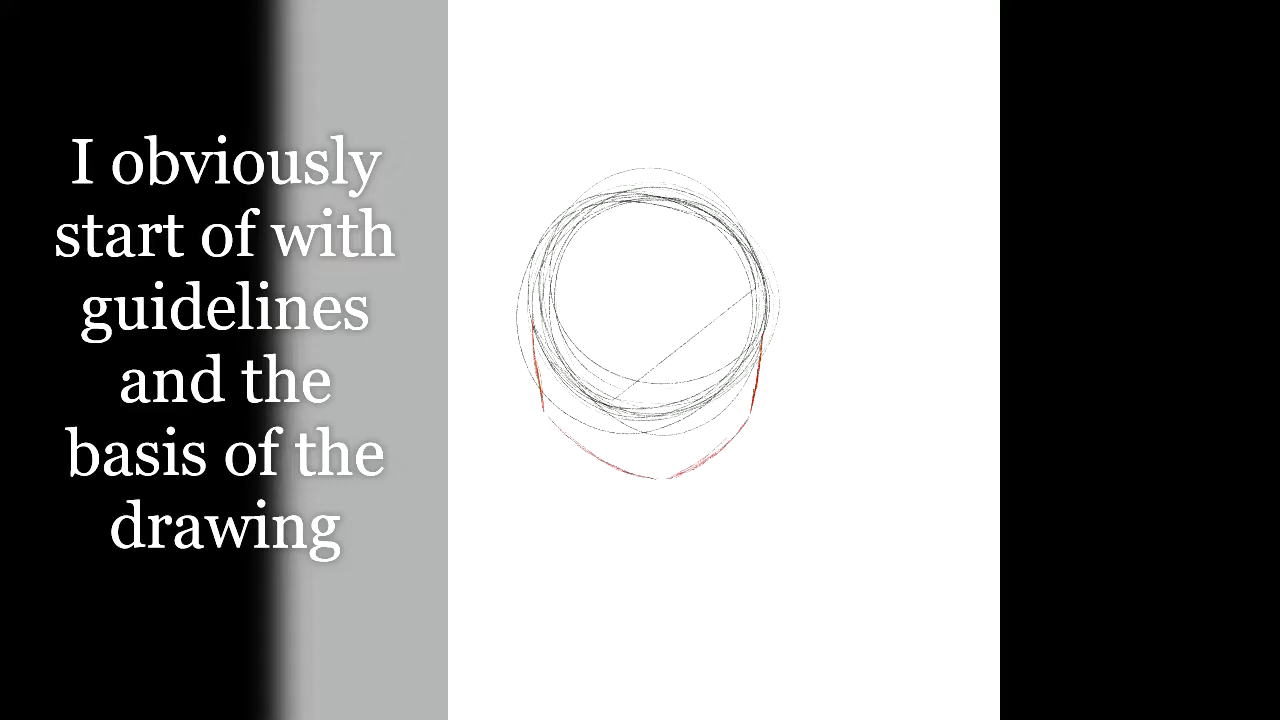 I obviously
start of with
guidelines
and the
basis of the
drawing